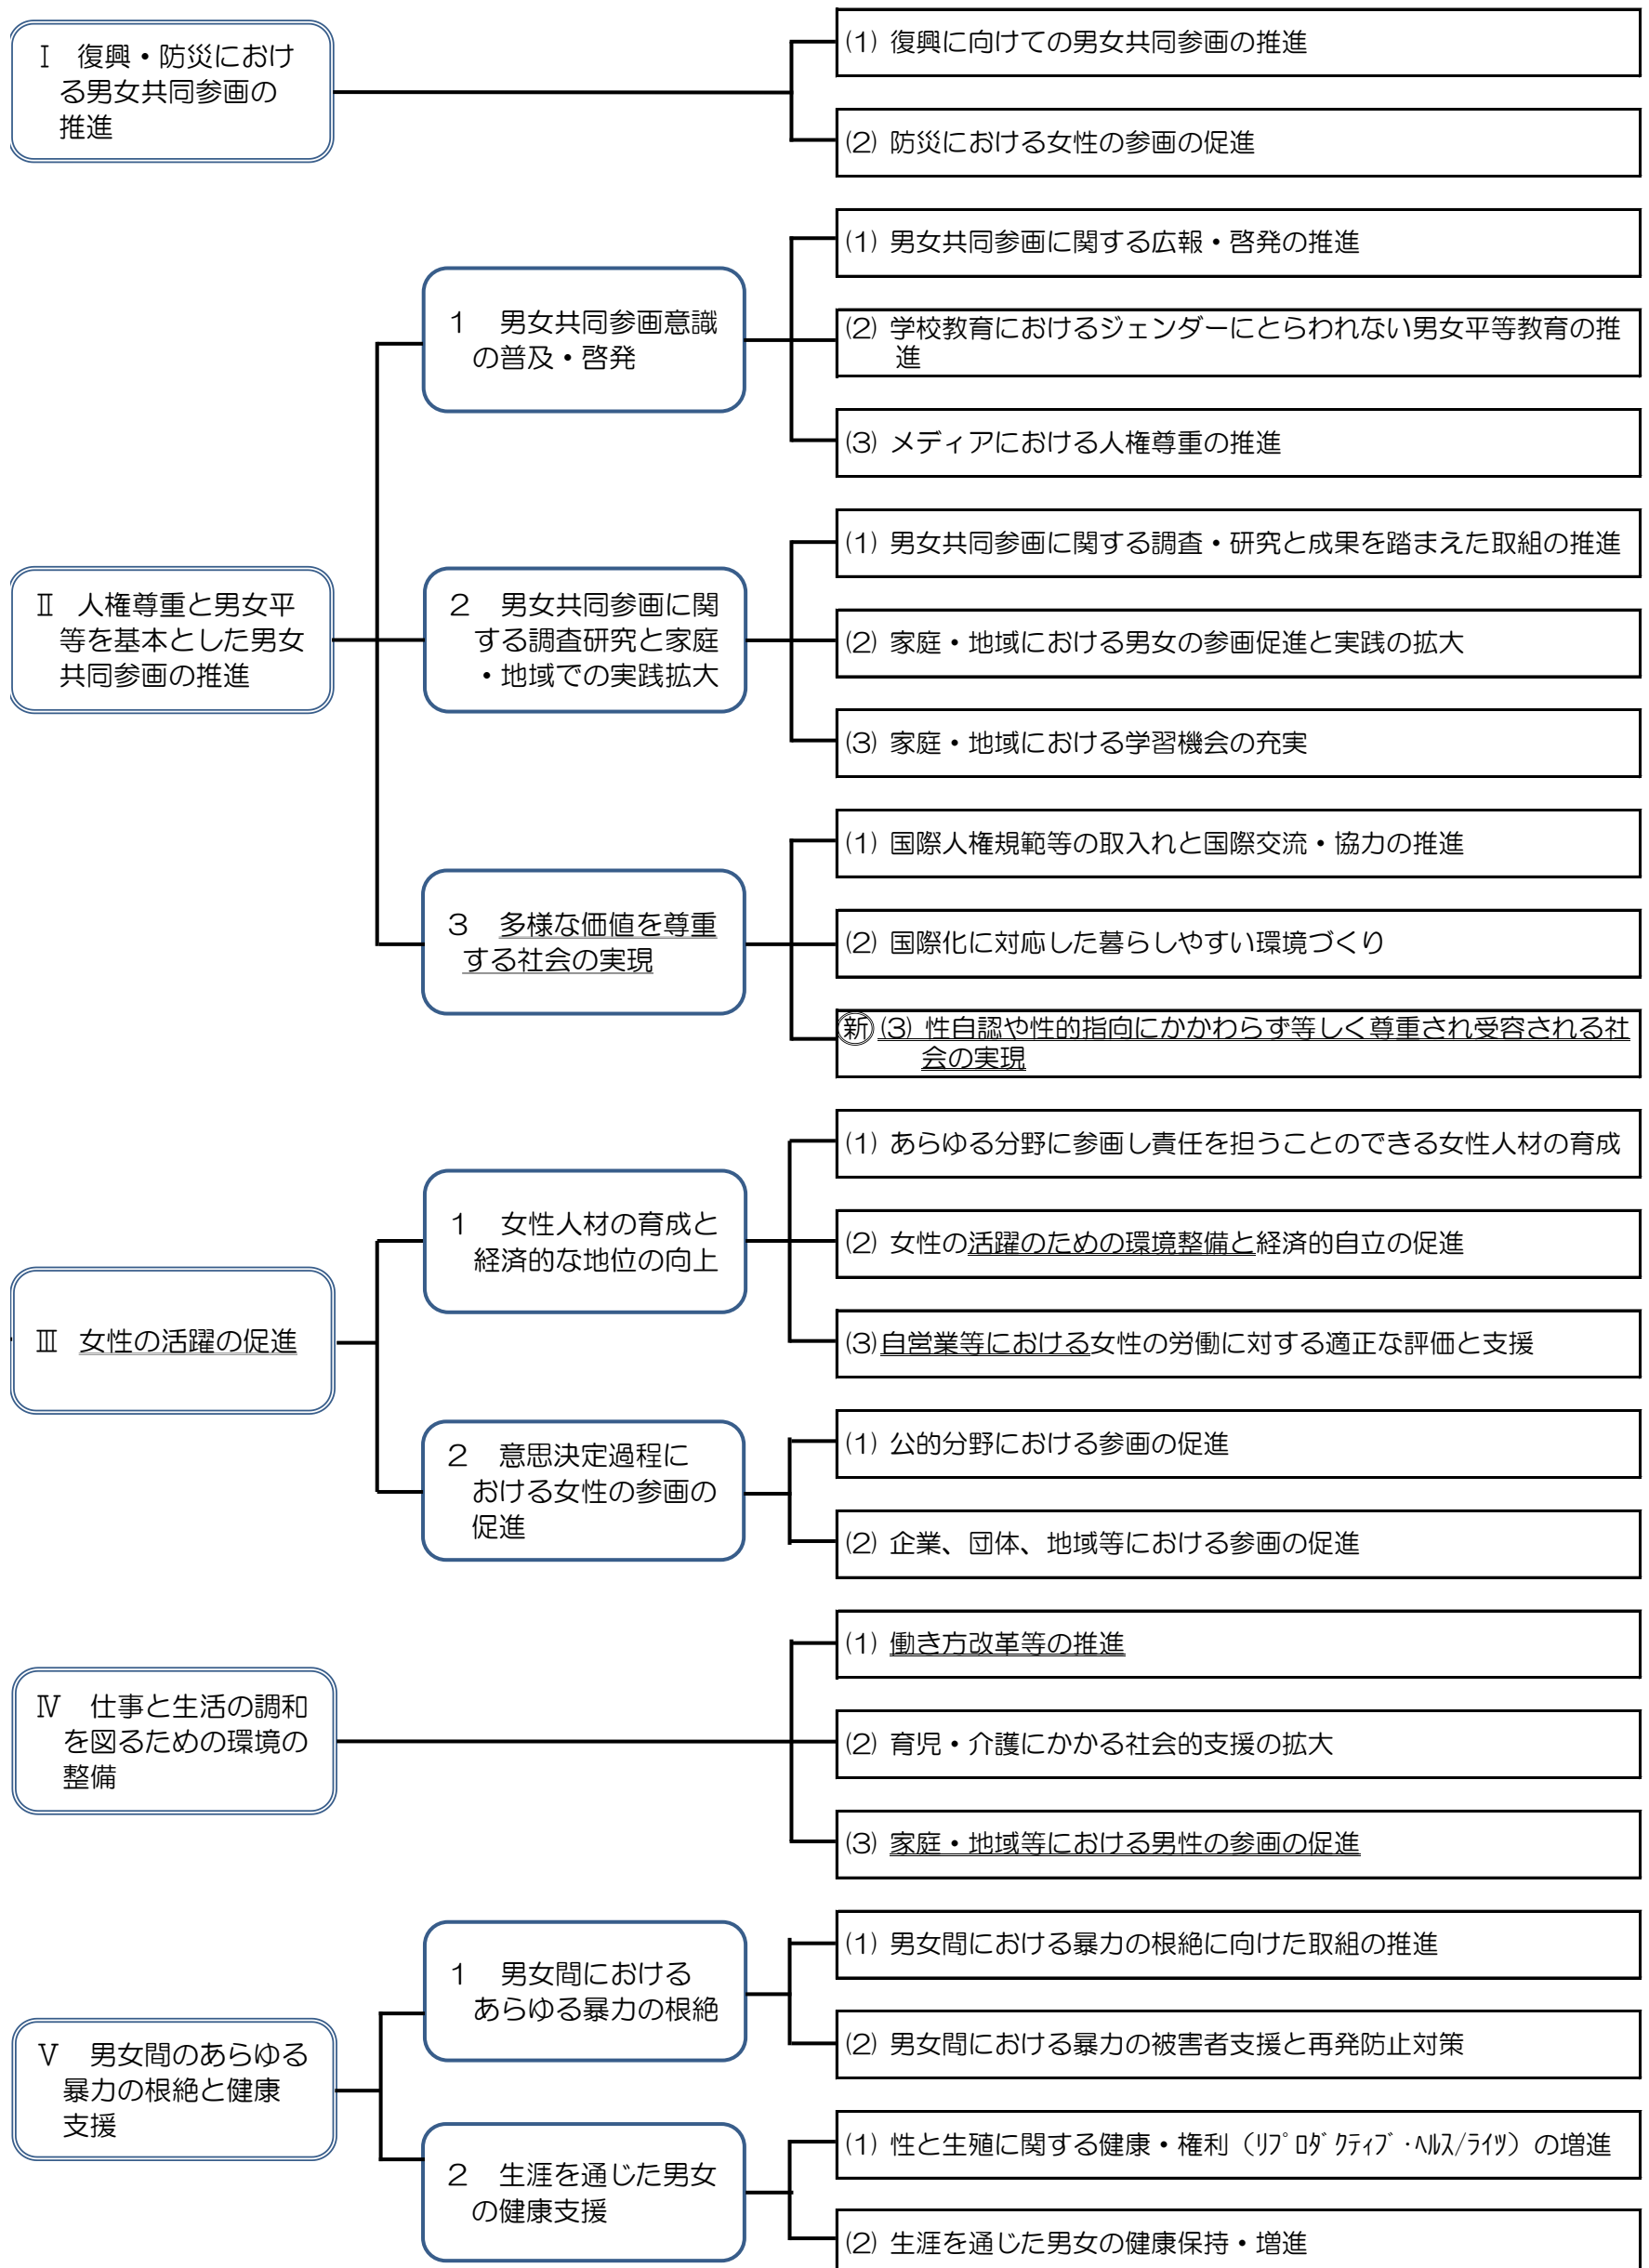 Ⅰ 復興・防災におけ
る男女共同参画の
推進
(1) 復興に向けての男女共同参画の推進
(2) 防災における女性の参画の促進
Ⅱ 人権尊重と男女平
等を基本とした男女
共同参画の推進
1 男女共同参画意識
の普及・啓発
(1) 男女共同参画に関する広報・啓発の推進
(2) 学校教育におけるジェンダーにとらわれない男女平等教育の推
進
(3) メディアにおける人権尊重の推進
2 男女共同参画に関
する調査研究と家庭
・地域での実践拡大
(1) 男女共同参画に関する調査・研究と成果を踏まえた取組の推進
(2) 家庭・地域における男女の参画促進と実践の拡大
(3) 家庭・地域における学習機会の充実
3 多様な価値を尊重
する社会の実現
(1) 国際人権規範等の取入れと国際交流・協力の推進
(2) 国際化に対応した暮らしやすい環境づくり
新 (3) 性自認や性的指向にかかわらず等しく尊重され受容される社
会の実現
Ⅲ 女性の活躍の促進
1 女性人材の育成と
経済的な地位の向上
(1) あらゆる分野に参画し責任を担うことのできる女性人材の育成
(2) 女性の活躍のための環境整備と経済的自立の促進
(3) 自営業等における女性の労働に対する適正な評価と支援
2 意思決定過程に
おける女性の参画の
促進
(1) 公的分野における参画の促進
(2) 企業、団体、地域等における参画の促進
Ⅳ 仕事と生活の調和
を図るための環境の
整備
(1) 働き方改革等の推進
(2) 育児・介護にかかる社会的支援の拡大
(3) 家庭・地域等における男性の参画の促進
Ⅴ 男女間のあらゆる
暴力の根絶と健康
支援
1 男女間における
あらゆる暴力の根絶
(1) 男女間における暴力の根絶に向けた取組の推進
(2) 男女間における暴力の被害者支援と再発防止対策
2 生涯を通じた男女
の健康支援
(1) 性と生殖に関する健康・権利（ﾘﾌﾟﾛﾀﾞｸﾃｨﾌﾞ・ﾍﾙｽ/ﾗｲﾂ）の増進
(2) 生涯を通じた男女の健康保持・増進